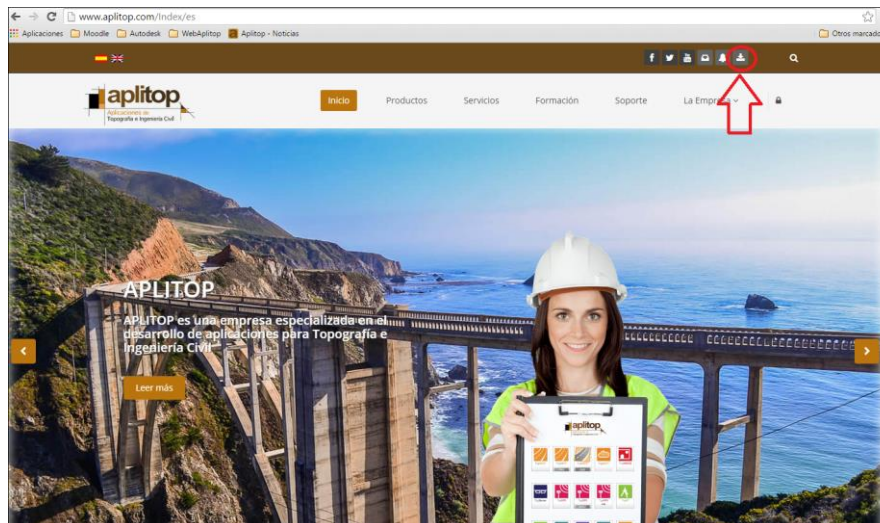 www.aplitop.com/Index/es
Aplicaciones Moodle Autodesk WebAplitop Aplitop - Noticias Otros marcado
aplitop
Aplicaciones de
Topografía e Ingeniería Civil
Inicio Productos Servicios Formación Soporte La Empresa
APLITOP
APLITOP es una empresa especializada en el
desarrollo de aplicaciones para Topografía e
Ingeniería Civil
Leer más
aplitop